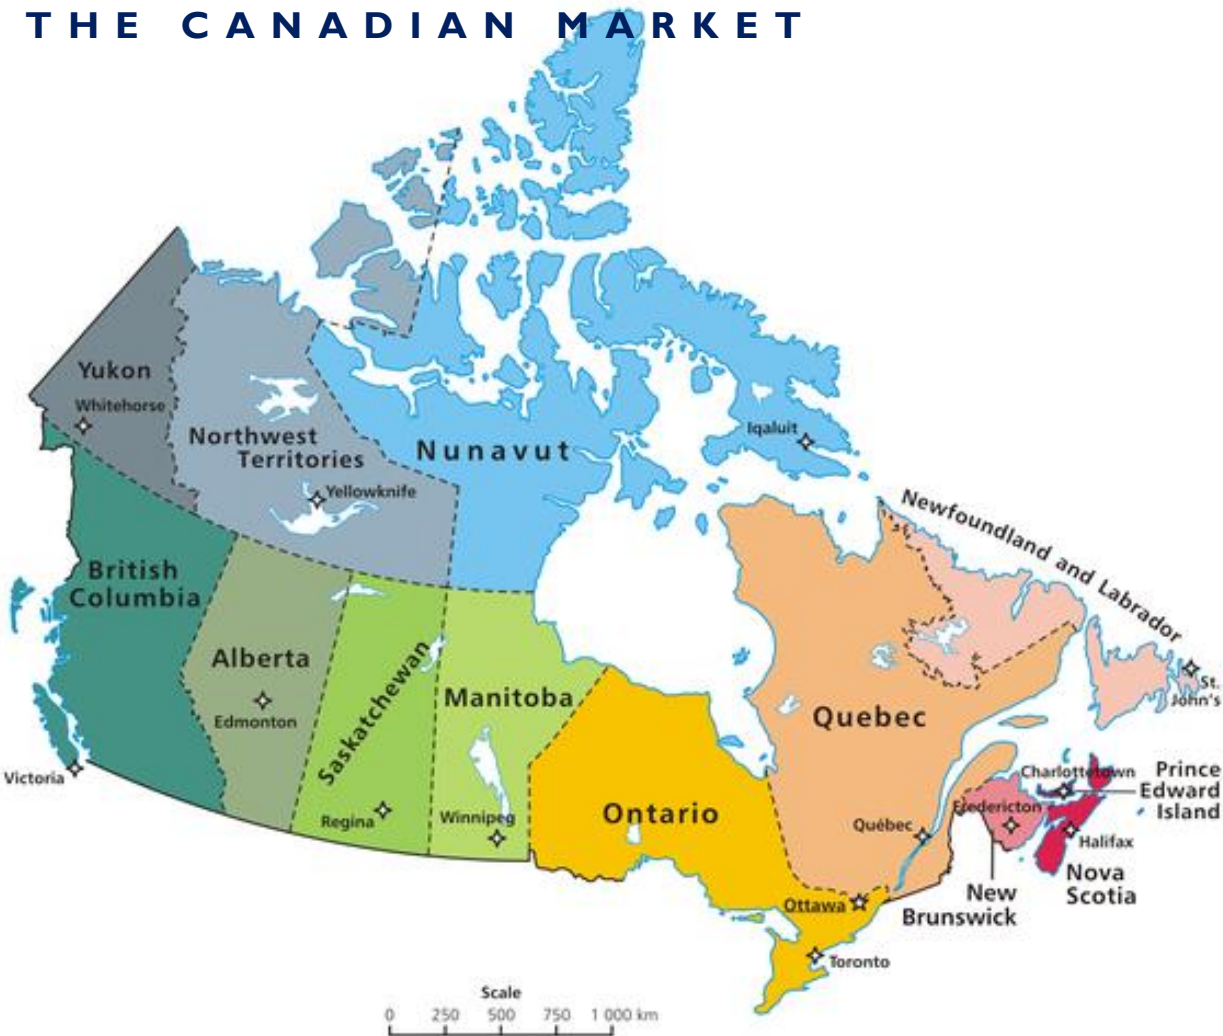 THE CANADIAN MARKET
Yukon
Whitehorse
Northwest
Territories
Yellowknife
Nunavut
Iqaluit
Newfoundland and Labrador
St.
John's
British
Columbia
Victoria
Alberta
Edmonton
Saskatchewan
Regina
Manitoba
Winnipeg
Ontario
Ottawa
Toronto
Quebec
Québec
Charlottetown
Prince
Edward
Island
Fredericton
Halifax
Nova
Scotia
New
Brunswick
Scale
0 250 500 750 1 000 km